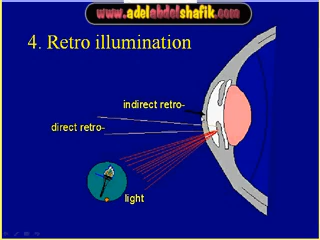 www.adelabdelshafik.com
4. Retro illumination
indirect retro-
direct retro-
light